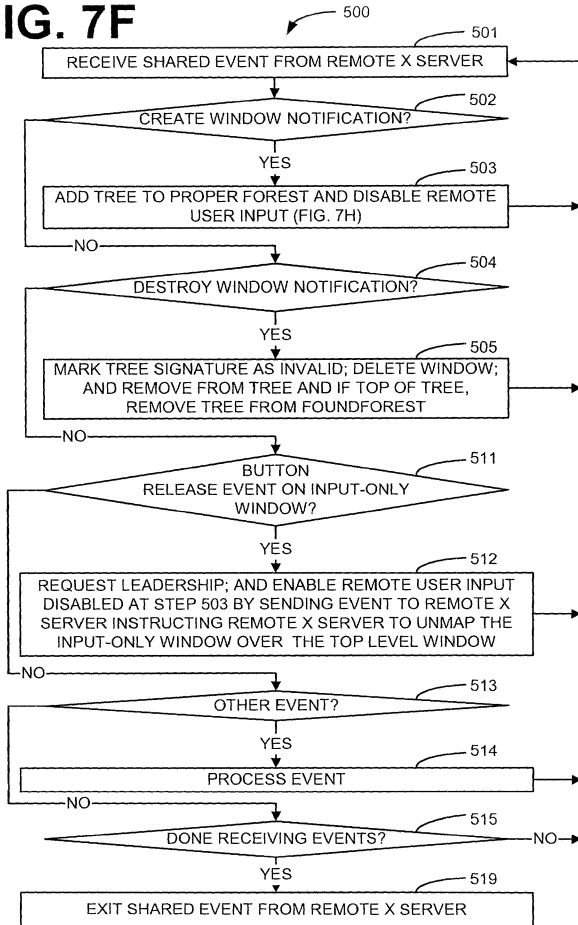 IG. 7F
500
501
RECEIVE SHARED EVENT FROM REMOTE X SERVER
502
CREATE WINDOW NOTIFICATION?
YES
503
ADD TREE TO PROPER FOREST AND DISABLE REMOTE
USER INPUT (FIG. 7H)
NO
504
DESTROY WINDOW NOTIFICATION?
YES
505
MARK TREE SIGNATURE AS INVALID; DELETE WINDOW;
AND REMOVE FROM TREE AND IF TOP OF TREE,
REMOVE TREE FROM FOUNDFOREST
NO
511
BUTTON
RELEASE EVENT ON INPUT-ONLY
WINDOW?
YES
512
REQUEST LEADERSHIP; AND ENABLE REMOTE USER INPUT
DISABLED AT STEP 503 BY SENDING EVENT TO REMOTE X
SERVER INSTRUCTING REMOTE X SERVER TO UNMAP THE
INPUT-ONLY WINDOW OVER THE TOP LEVEL WINDOW
NO
513
OTHER EVENT?
YES
514
PROCESS EVENT
NO
515
DONE RECEIVING EVENTS?
NO
YES
519
EXIT SHARED EVENT FROM REMOTE X SERVER